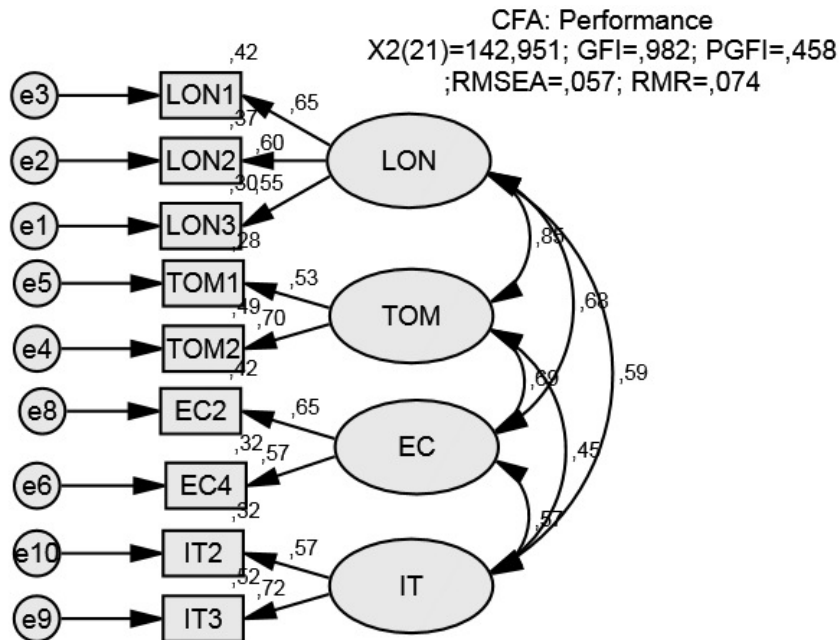 CFA: Performance
X2(21)=142,951; GFI=,982; PGFI=,458
;RMSEA=,057; RMR=,074
,42
e3 LON1 ,65
,37
e2 LON2 ,60 LON
,30 ,55
e1 LON3
,28 ,85
e5 TOM1 ,53
,49 ,70 TOM ,68
e4 TOM2
,42 ,69 ,59
e8 EC2 ,65
,32 ,57 EC ,45
e6 EC4
,32 ,57
e10 IT2 ,57
,52 ,72 IT
e9 IT3